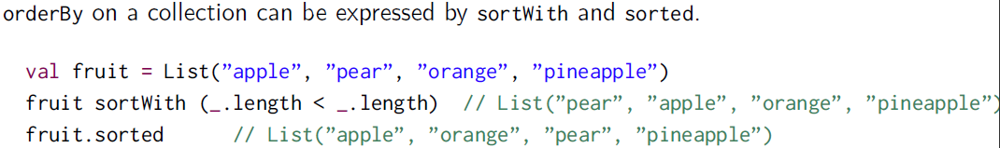 orderBy on a collection can be expressed by sortWith and sorted.
val fruit = List(”apple”, ”pear”, ”orange”, ”pineapple”)
fruit sortWith (_.length < _.length)  // List(”pear”, ”apple”, ”orange”, ”pineapple”)
fruit.sorted      // List(”apple”, ”orange”, ”pear”, ”pineapple”)